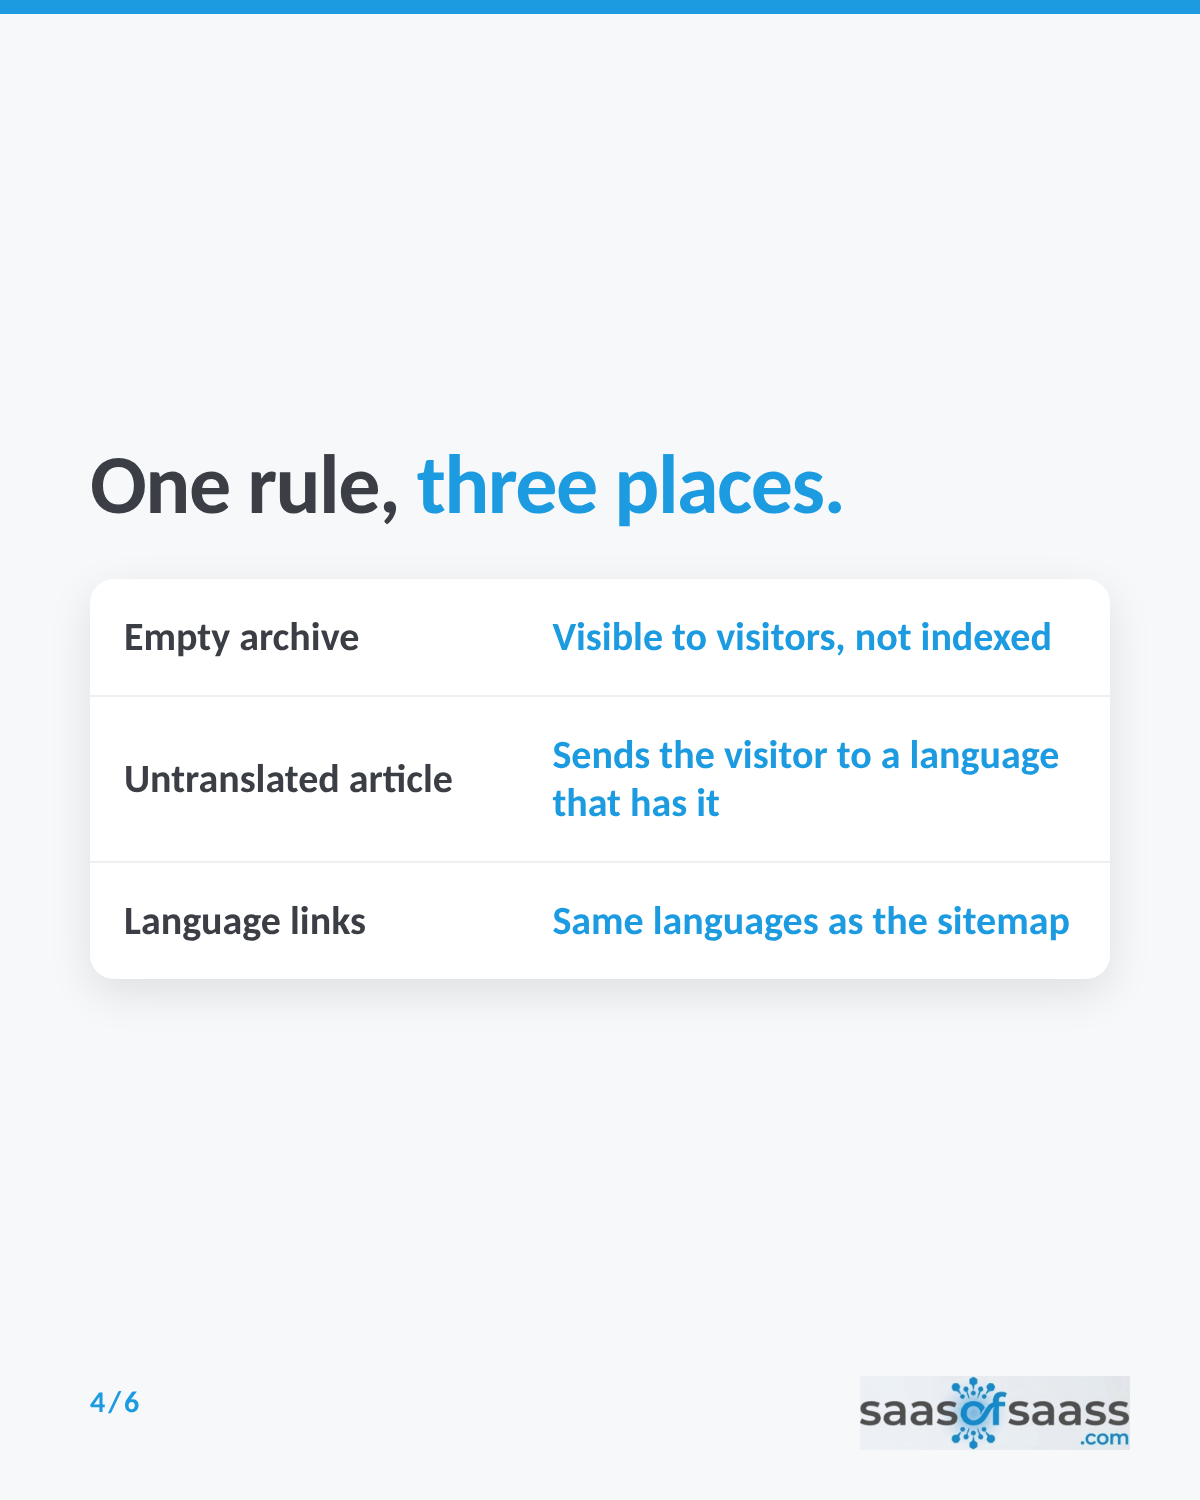 One rule, three places.
Empty archive
Visible to visitors, not indexed
Untranslated article
Sends the visitor to a language
that has it
Language links
Same languages as the sitemap
4/6
saasofsaass
.com